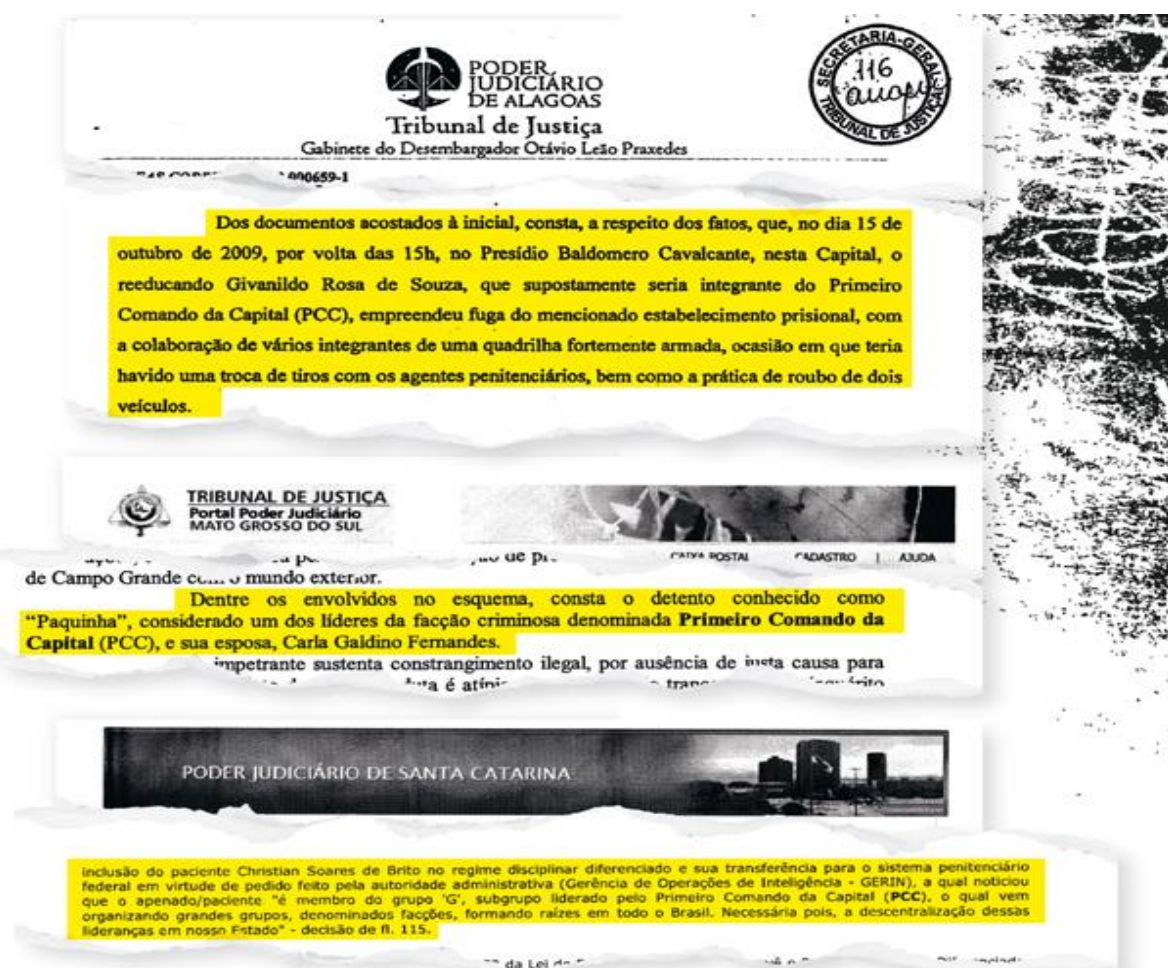 PODER
JUDICIÁRIO
DE ALAGOAS
Tribunal de Justiça
Gabinete do Desembargador Otávio Leão Praxedes
SECRETARIA-GERAL
116
TRIBUNAL DE JUSTIÇA
000659-1
Dos documentos acostados à inicial, consta, a respeito dos fatos, que, no dia 15 de
outubro de 2009, por volta das 15h, no Presídio Baldomero Cavalcante, nesta Capital, o
reeducando Givanildo Rosa de Souza, que supostamente seria integrante do Primeiro
Comando da Capital (PCC), empreendeu fuga do mencionado estabelecimento prisional, com
a colaboração de vários integrantes de uma quadrilha fortemente armada, ocasião em que teria
havido uma troca de tiros com os agentes penitenciários, bem como a prática de roubo de dois
veículos.
TRIBUNAL DE JUSTIÇA
Portal Poder Judiciário
MATO GROSSO DO SUL
CAIXA POSTAL CADASTRO | AJUDA
de Campo Grande mundo exterior.
Dentre os envolvidos no esquema, consta o detento conhecido como
“Paquinha”, considerado um dos líderes da facção criminosa denominada Primeiro Comando da
Capital (PCC), e sua esposa, Carla Galdino Fernandes.
impetrante sustenta constrangimento ilegal, por ausência de justa causa para
é
PODER JUDICIÁRIO DE SANTA CATARINA
inclusão do paciente Christian Soares de Brito no regime disciplinar diferenciado e sua transferência para o sistema penitenciário
federal em virtude de pedido feito pela autoridade administrativa (Gerência de Operações de Inteligência - GERIN), a qual noticiou
que o apenado/paciente "é membro do grupo 'G', subgrupo liderado pelo Primeiro Comando da Capital (PCC), o qual vem
organizando grandes grupos, denominados facções, formando raízes em todo o Brasil. Necessária pois, a descentralização dessas
lideranças em nosso Estado" - decisão de fl. 115.
da Lei